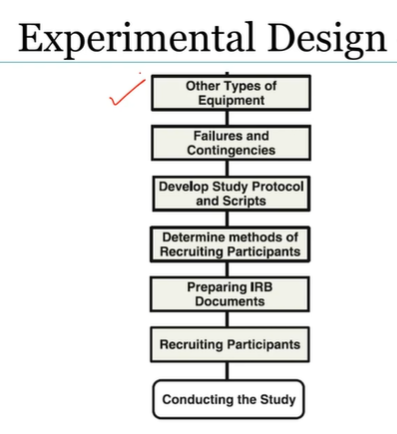 Experimental Design
Other Types of
Equipment
Failures and
Contingencies
Develop Study Protocol
and Scripts
Determine methods of
Recruiting Participants
Preparing IRB
Documents
Recruiting Participants
Conducting the Study